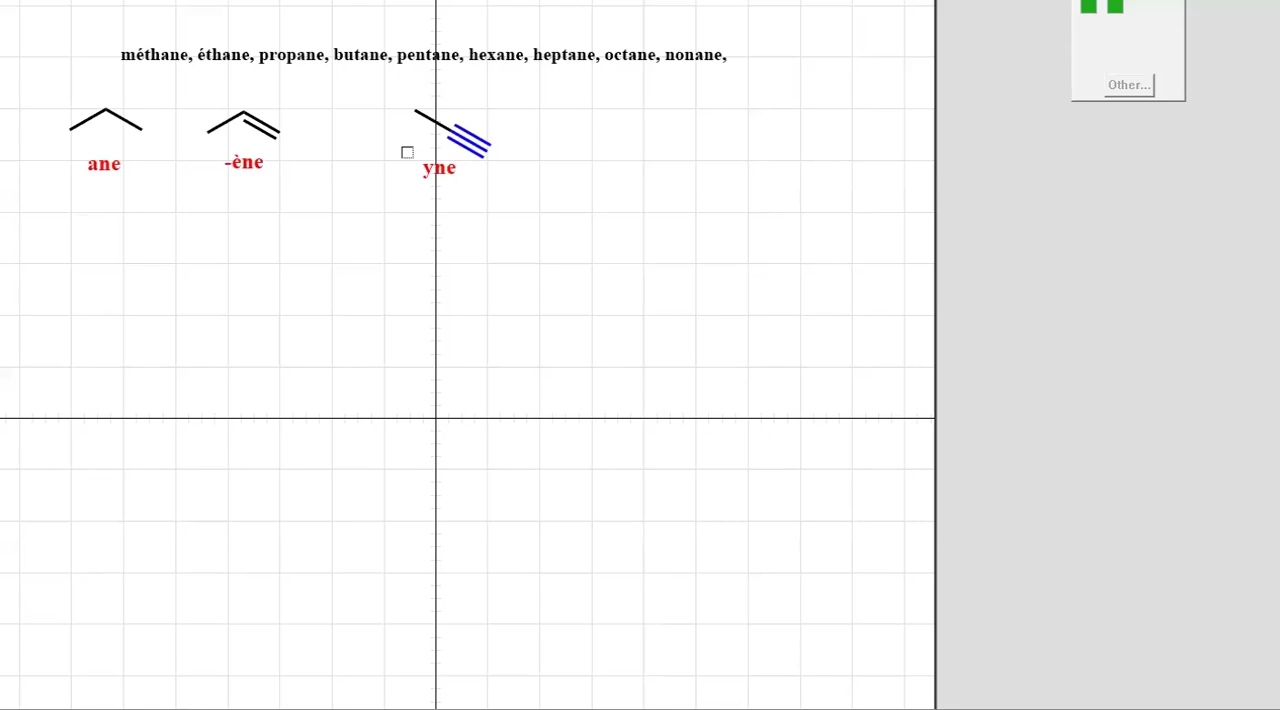 méthane, éthane, propane, butane, pentane, hexane, heptane, octane, nonane,
ane
-ène
yne
Other...